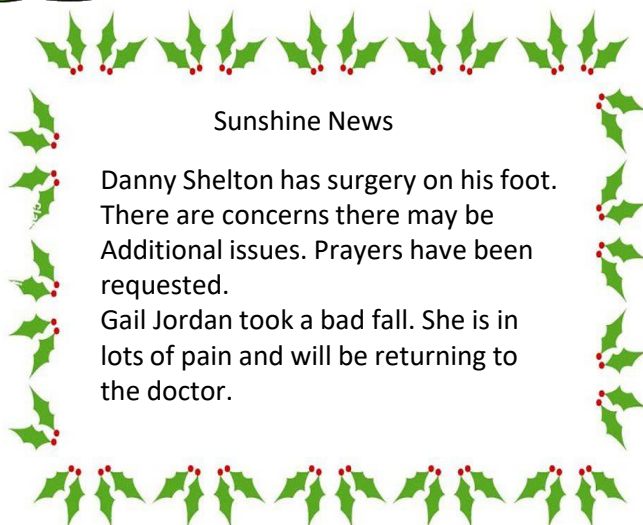 Sunshine News
Danny Shelton has surgery on his foot.
There are concerns there may be
Additional issues. Prayers have been
requested.
Gail Jordan took a bad fall. She is in
lots of pain and will be returning to
the doctor.